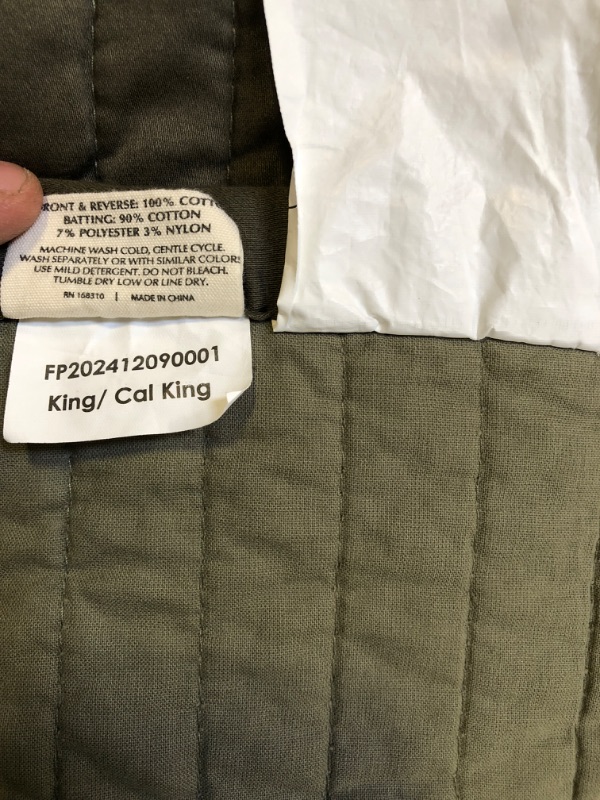 RONT & REVERSE: 100% COTT
BATTING: 90% COTTON
7% POLYESTER 3% NYLON
MACHINE WASH COLD, GENTLE CYCLE.
WASH SEPARATELY OR WITH SIMILAR COLORS
USE MILD DETERGENT. DO NOT BLEACH.
TUMBLE DRY LOW OR LINE DRY.
RN 168310 | MADE IN CHINA
FP202412090001
King/ Cal King